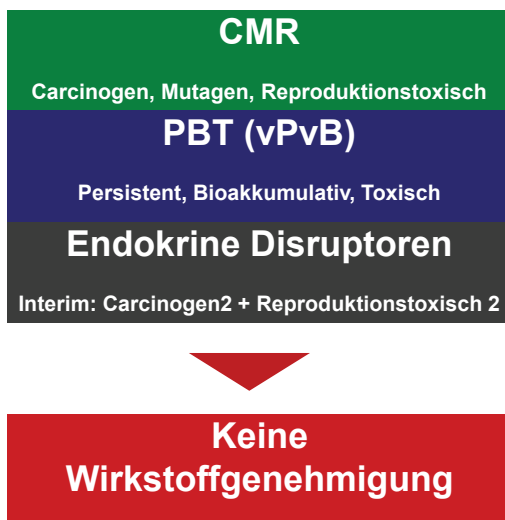 CMR
Carcinogen, Mutagen, Reproduktionstoxisch
PBT (vPvB)
Persistent, Bioakkumulativ, Toxisch
Endokrine Disruptoren
Interim: Carcinogen2 + Reproduktionstoxisch 2
Keine
Wirkstoffgenehmigung